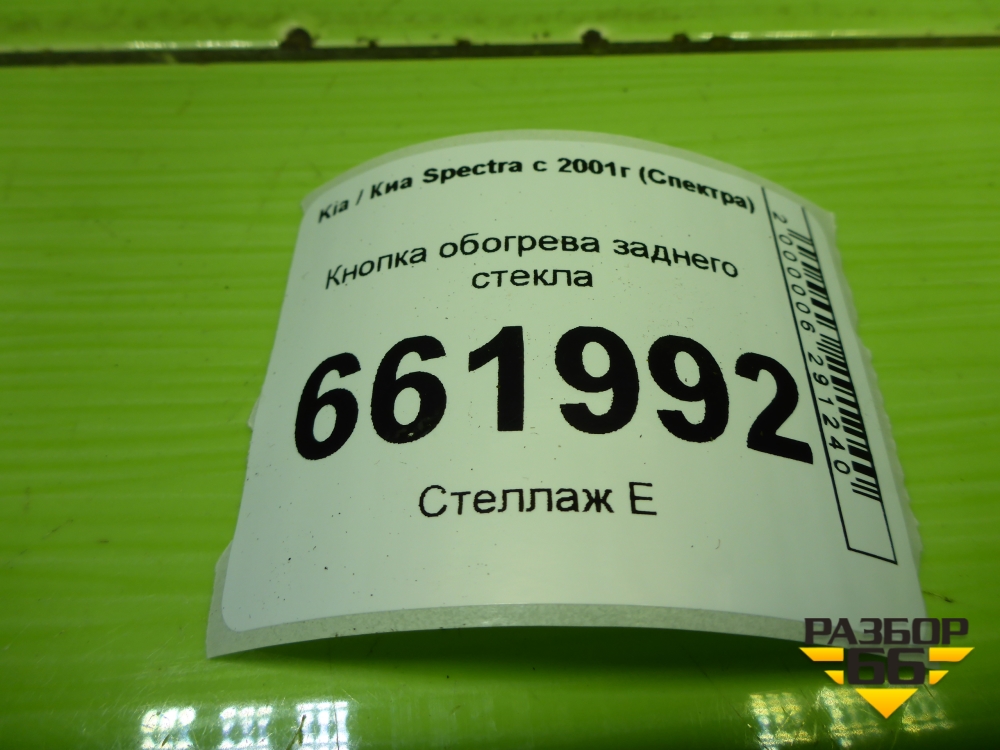 Kia / Киа Spectra с 2001г (Спектра)
Кнопка обогрева заднего
стекла
661992
Стеллаж Е
2000006291240
РАЗБОР
66